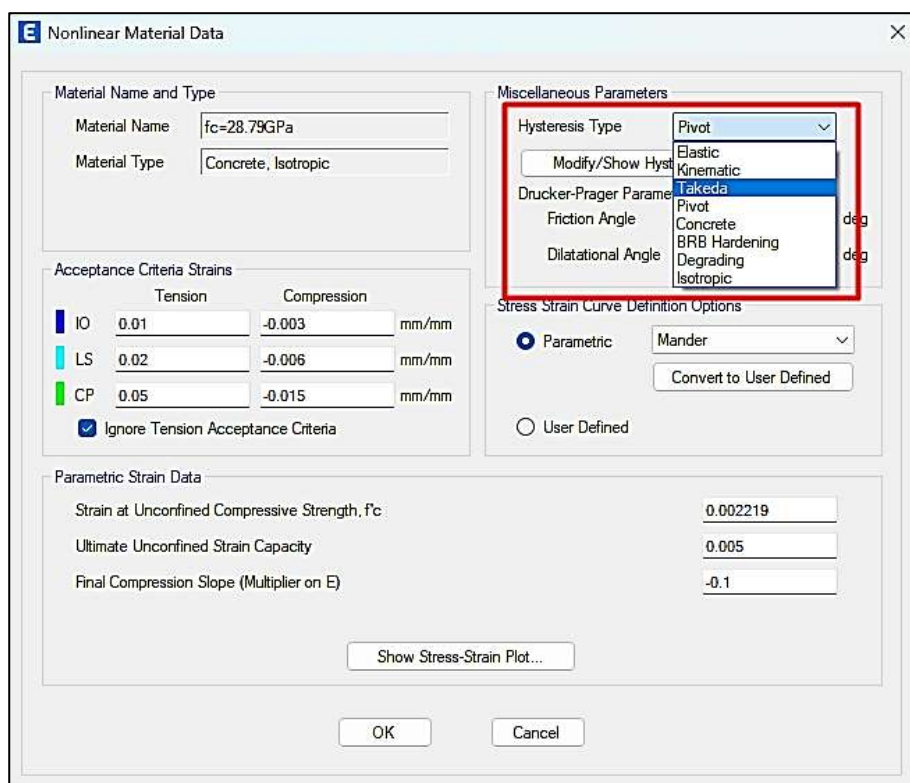 E Nonlinear Material Data
Material Name and Type
Material Name fc=28.79GPa
Material Type Concrete, Isotropic
Miscellaneous Parameters
Hysteresis Type Pivot
Elastic
Kinematic
Takeda
Pivot
Concrete
BRB Hardening
Degrading
Isotropic
Modify/Show Hyst
Drucker-Prager Parame
Friction Angle deg
Dilatational Angle deg
Acceptance Criteria Strains
Tension Compression
IO 0.01 -0.003 mm/mm
LS 0.02 -0.006 mm/mm
CP 0.05 -0.015 mm/mm
Ignore Tension Acceptance Criteria
Stress Strain Curve Definition Options
Parametric Mander
Convert to User Defined
User Defined
Parametric Strain Data
Strain at Unconfined Compressive Strength, f'c 0.002219
Ultimate Unconfined Strain Capacity 0.005
Final Compression Slope (Multiplier on E) -0.1
Show Stress-Strain Plot...
OK Cancel